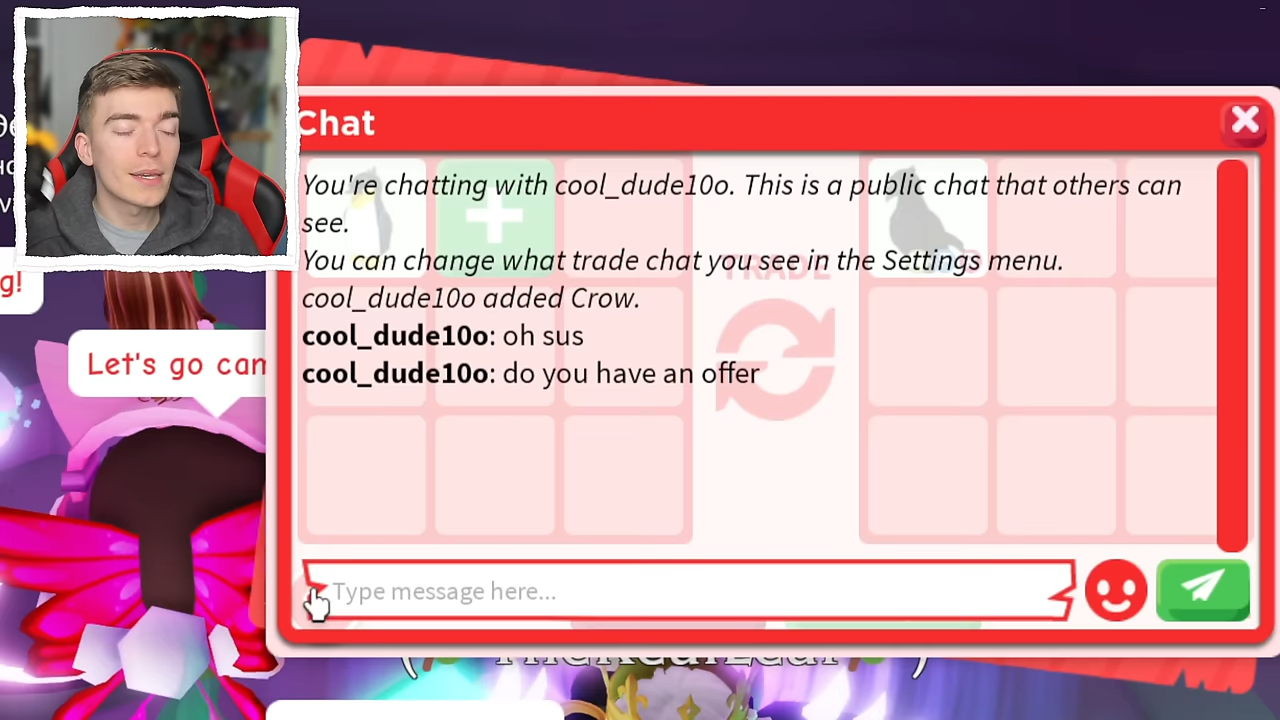 Chat
You're chatting with cool_dude10o. This is a public chat that others can
see.
You can change what trade chat you see in the Settings menu.
cool_dude10o added Crow.
cool_dude10o: oh sus
cool_dude10o: do you have an offer
TRADE
g!
Let's go cam
Type message here...